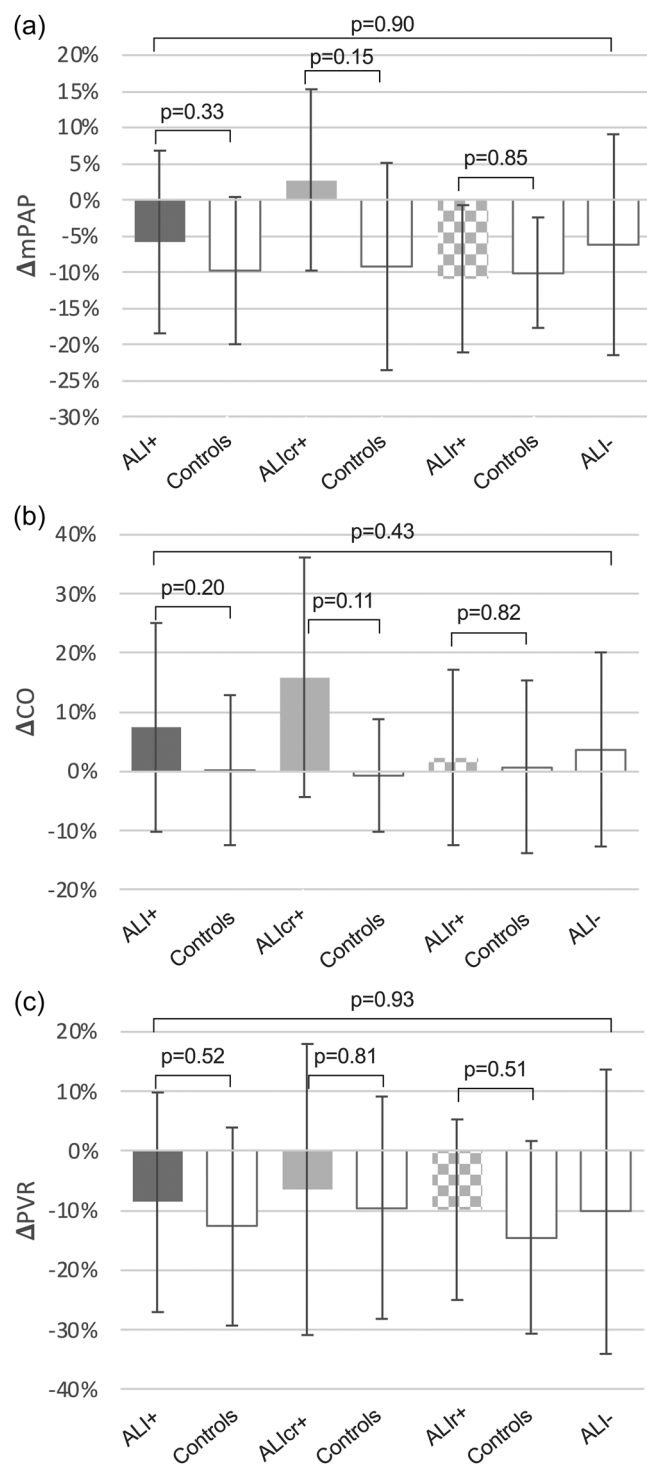 (a)
p=0.90
20%
p=0.15
15%
p=0.33
10%
p=0.85
5%
0%
-5%
-10%
-15%
-20%
-25%
-30%
ΔmPAP
ALI+
Controls
ALIcr+
Controls
ALIr+
Controls
ALI-
(b)
40%
p=0.43
30%
p=0.20
p=0.11
p=0.82
20%
10%
0%
-10%
-20%
ΔCO
ALI+
Controls
ALIcr+
Controls
ALIr+
Controls
ALI-
(c)
p=0.93
20%
p=0.52
p=0.81
p=0.51
10%
0%
-10%
-20%
-30%
-40%
ΔPVR
ALI+
Controls
ALIcr+
Controls
ALIr+
Controls
ALI-